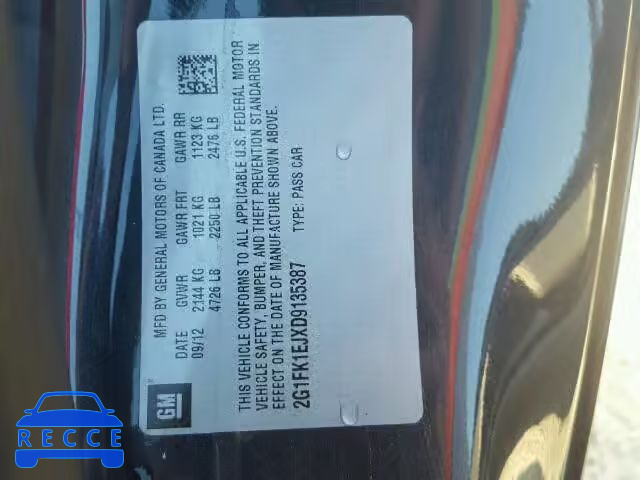 MFD BY GENERAL MOTORS OF CANADA LTD.
DATE GVWR GAWR FRT GAWR RR
09/12 2144 KG 1021 KG 1123 KG
4726 LB 2250 LB 2476 LB
THIS VEHICLE CONFORMS TO ALL APPLICABLE U.S. FEDERAL MOTOR
VEHICLE SAFETY, BUMPER, AND THEFT PREVENTION STANDARDS IN
EFFECT ON THE DATE OF MANUFACTURE SHOWN ABOVE.
2G1FK1EJXD9135387 TYPE: PASS CAR
GM
RECCE